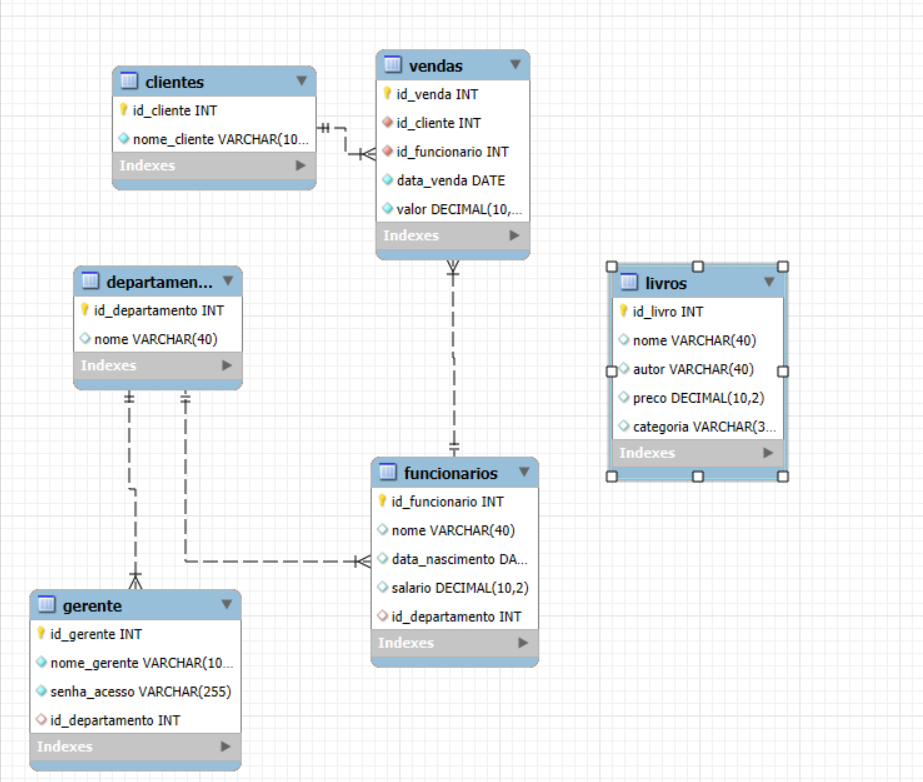 clientes
id_cliente INT
nome_cliente VARCHAR(10...
Indexes
vendas
id_venda INT
id_cliente INT
id_funcionario INT
data_venda DATE
valor DECIMAL(10,...
Indexes
departamen...
id_departamento INT
nome VARCHAR(40)
Indexes
livros
id_livro INT
nome VARCHAR(40)
autor VARCHAR(40)
preco DECIMAL(10,2)
categoria VARCHAR(3...
Indexes
funcionarios
id_funcionario INT
nome VARCHAR(40)
data_nascimento DA...
salario DECIMAL(10,2)
id_departamento INT
Indexes
gerente
id_gerente INT
nome_gerente VARCHAR(10...
senha_acesso VARCHAR(255)
id_departamento INT
Indexes